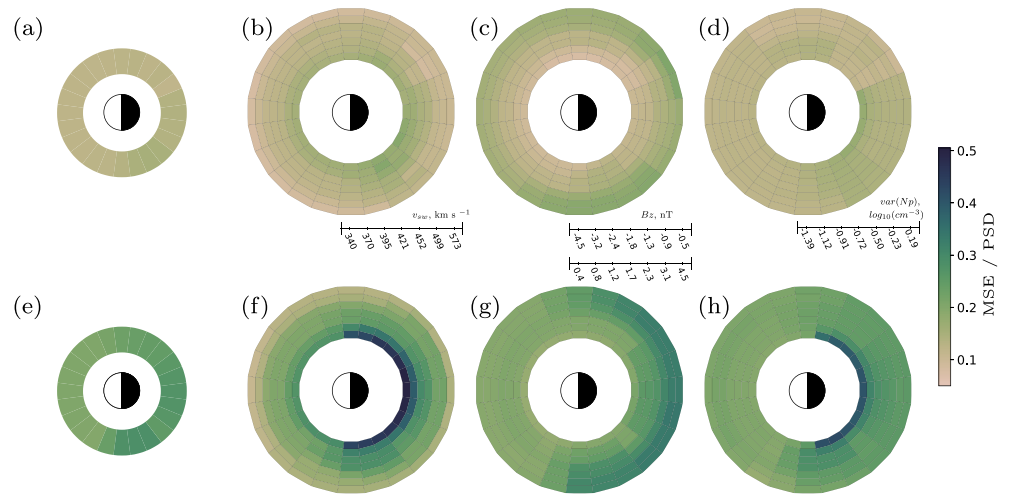 (a)
(b)
(c)
(d)
v_sw, km s ⁻¹
340 370 395 421 452 499 573
Bz, nT
-4.5 -3.2 -2.4 -1.8 -1.3 -0.9 -0.5
0.4 0.8 1.2 1.7 2.3 3.1 4.5
var(Np),
log₁₀(cm⁻³)
-1.39 -1.12 -0.91 -0.72 -0.50 -0.23 0.19
0.5
0.4
0.3
0.2
0.1
MSE / PSD
(e)
(f)
(g)
(h)